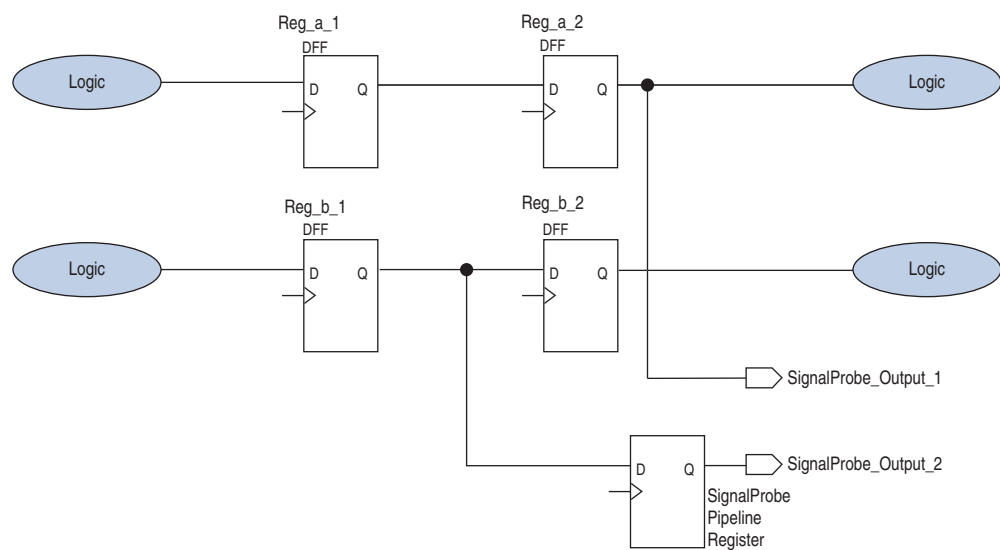 Reg_a_1
Reg_a_2
DFF
DFF
Logic
D Q
D Q
Logic
Reg_b_1
Reg_b_2
DFF
DFF
Logic
D Q
D Q
Logic
SignalProbe_Output_1
D Q
SignalProbe_Output_2
SignalProbe
Pipeline
Register